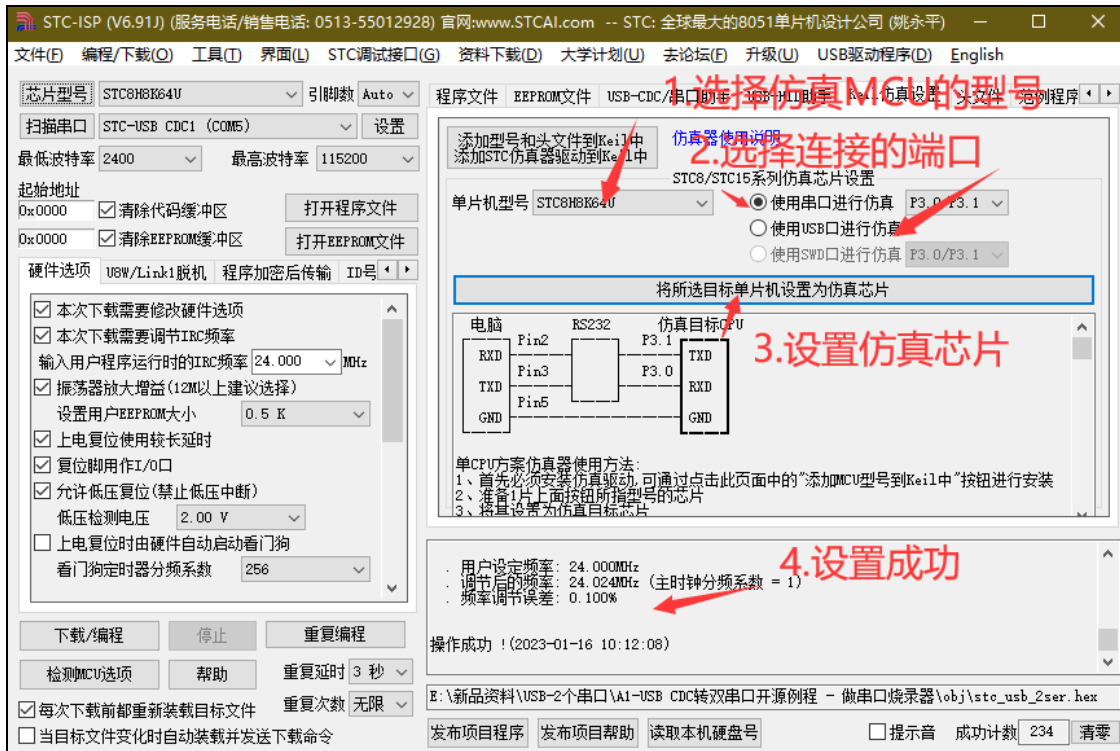 STC-ISP (V6.91J) (服务电话/销售电话: 0513-55012928) 官网:www.STCAI.com -- STC: 全球最大的8051单片机设计公司 (姚永平)
文件(F) 编程/下载(O) 工具(T) 界面(L) STC调试接口(G) 资料下载(D) 大学计划(U) 去论坛(F) 升级(U) USB驱动程序(D) English
芯片型号 STC8H8K64U 引脚数 Auto
扫描串口 STC-USB CDC1 (COM5) 设置
最低波特率 2400 最高波特率 115200
起始地址
0x0000 清除代码缓冲区 打开程序文件
0x0000 清除EEPROM缓冲区 打开EEPROM文件
硬件选项 U8W/Link1脱机 程序加密后传输 ID号
本次下载需要修改硬件选项
本次下载需要调节IRC频率
输入用户程序运行时的IRC频率 24.000 MHz
振荡器放大增益(12M以上建议选择)
设置用户EEPROM大小 0.5 K
上电复位使用较长延时
复位脚用作I/O口
允许低压复位(禁止低压中断)
低压检测电压 2.00 V
上电复位时由硬件自动启动看门狗
看门狗定时器分频系数 256
下载/编程 停止 重复编程
检测MCU选项 帮助 重复延时 3 秒
每次下载前都重新装载目标文件 重复次数 无限
当目标文件变化时自动装载并发送下载命令
程序文件 EEPROM文件 USB-CDC/串口助手 USB-HID助手 Keil仿真设置 头文件 范例程序
1.选择仿真MCU的型号
添加型号和头文件到Keil中
添加STC仿真器驱动到Keil中
仿真器使用说明
2.选择连接的端口
STC8/STC15系列仿真芯片设置
单片机型号 STC8H8K64U 使用串口进行仿真 P3.0/P3.1
使用USB口进行仿真
使用SWD口进行仿真 P3.0/P3.1
将所选目标单片机设置为仿真芯片
3.设置仿真芯片
电脑 RS232 仿真目标CPU
RXD Pin2 P3.1 TXD
TXD Pin3 P3.0 RXD
GND Pin5 GND
单CPU方案仿真器使用方法:
1、首先必须安装仿真驱动,可通过点击此页面中的"添加MCU型号到Keil中"按钮进行安装
2、准备1片上面按钮所指型号的芯片
3、将其设置为仿真目标芯片
4.设置成功
. 用户设定频率: 24.000MHz
. 调节后的频率: 24.024MHz (主时钟分频系数 = 1)
. 频率调节误差: 0.100%
操作成功 !(2023-01-16 10:12:08)
E:\新品资料\USB-2个串口\A1-USB CDC转双串口开源例程 - 做串口烧录器\obj\stc_usb_2ser.hex
发布项目程序 发布项目帮助 读取本机硬盘号 提示音 成功计数 234 清零